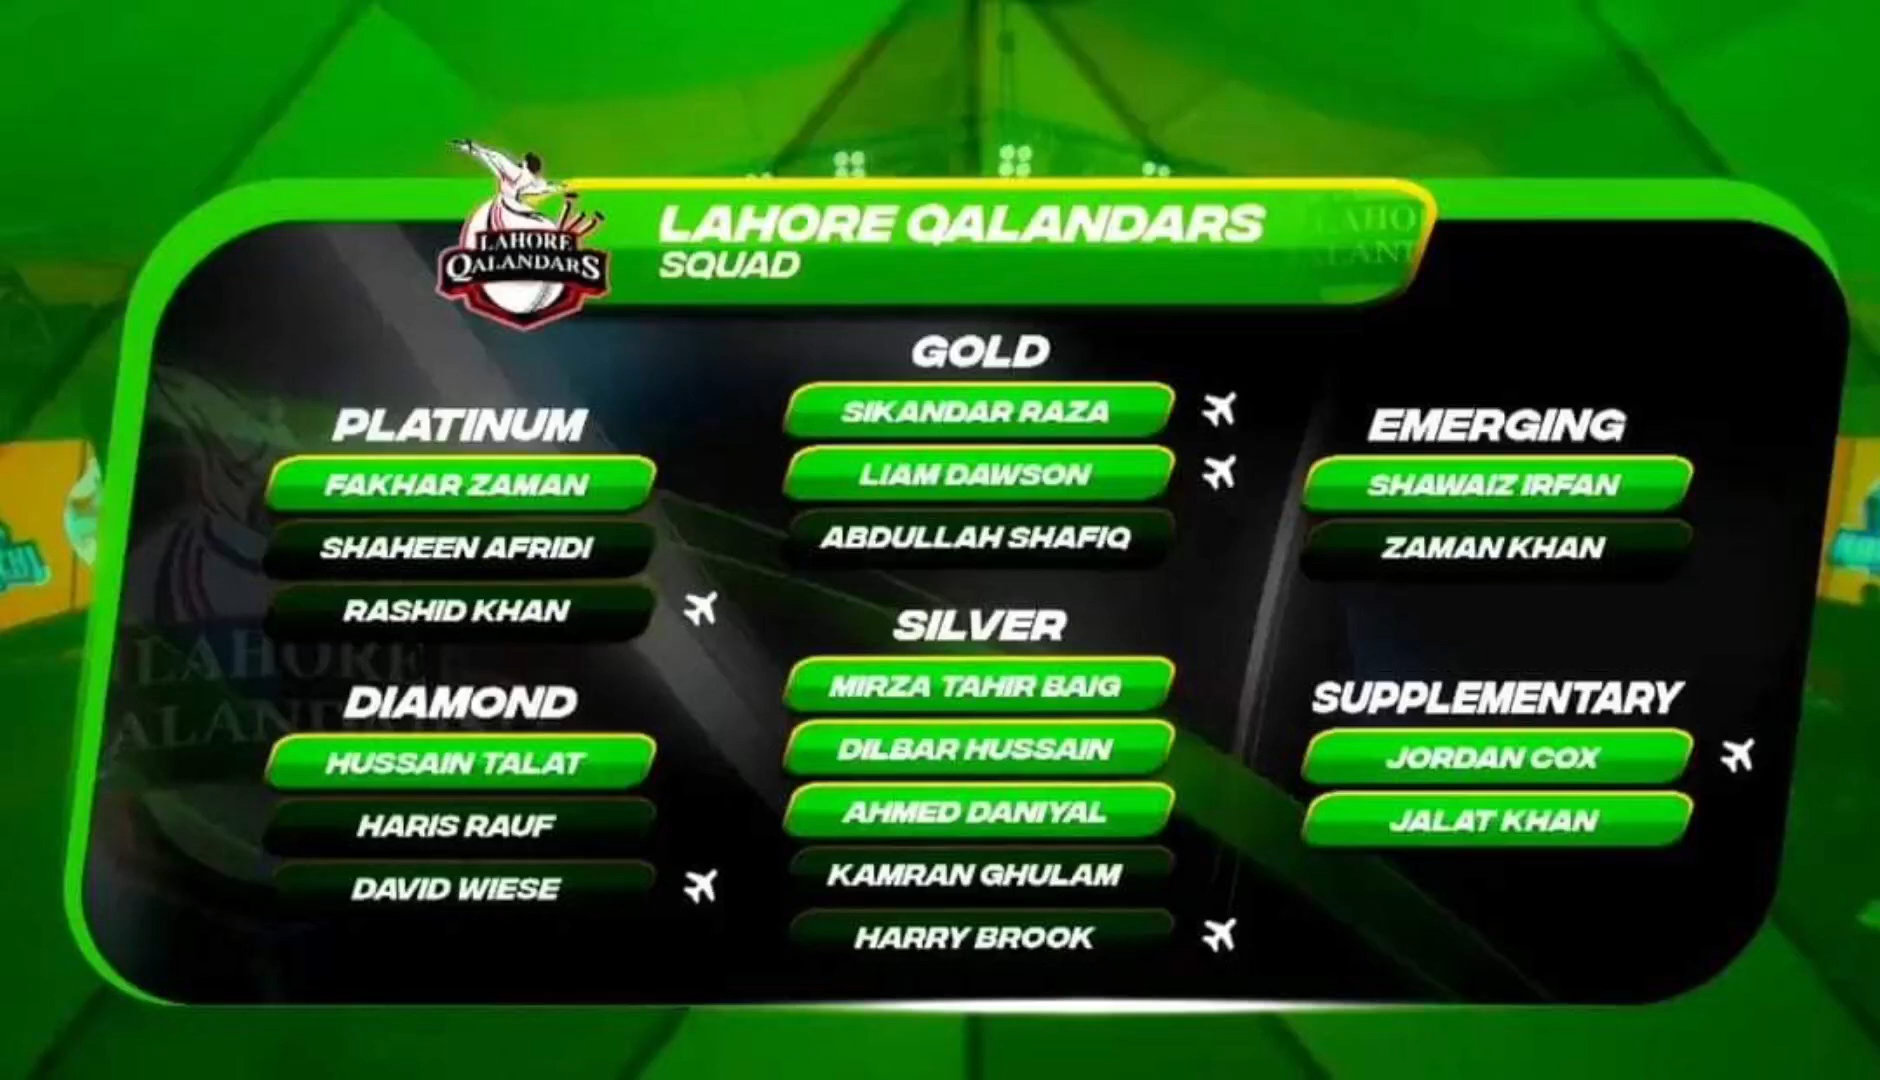 LAHORE
QALANDARS
LAHORE QALANDARS
SQUAD
PLATINUM
FAKHAR ZAMAN
SHAHEEN AFRIDI
RASHID KHAN
DIAMOND
HUSSAIN TALAT
HARIS RAUF
DAVID WIESE
GOLD
SIKANDAR RAZA
LIAM DAWSON
ABDULLAH SHAFIQ
SILVER
MIRZA TAHIR BAIG
DILBAR HUSSAIN
AHMED DANIYAL
KAMRAN GHULAM
HARRY BROOK
EMERGING
SHAWAIZ IRFAN
ZAMAN KHAN
SUPPLEMENTARY
JORDAN COX
JALAT KHAN